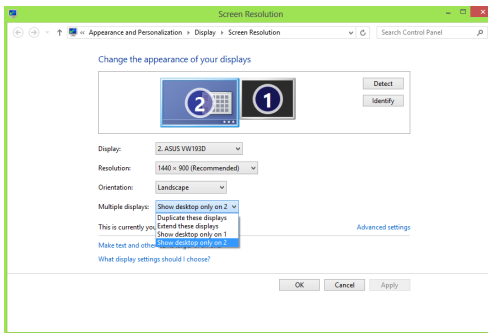 Screen Resolution
« Appearance and Personalization ▸ Display ▸ Screen Resolution
Search Control Panel
Change the appearance of your displays
2
1
Detect
Identify
Display: 2. ASUS VW193D
Resolution: 1440 × 900 (Recommended)
Orientation: Landscape
Multiple displays: Show desktop only on 2
Duplicate these displays
Extend these displays
Show desktop only on 1
Show desktop only on 2
This is currently
Advanced settings
Make text and
What display settings should I choose?
OK Cancel Apply